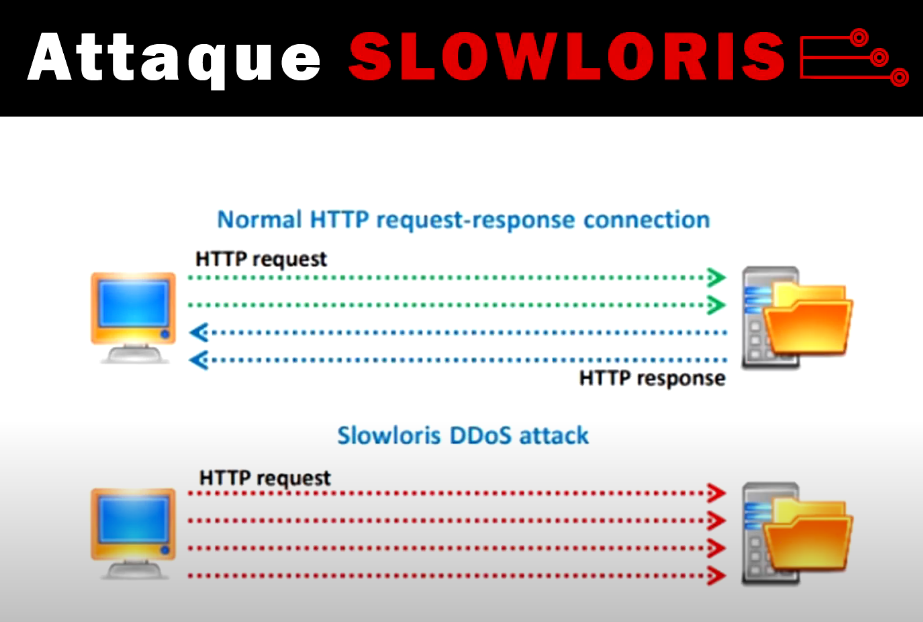 Attaque SLOWLORIS
Normal HTTP request-response connection
HTTP request
HTTP response
Slowloris DDoS attack
HTTP request